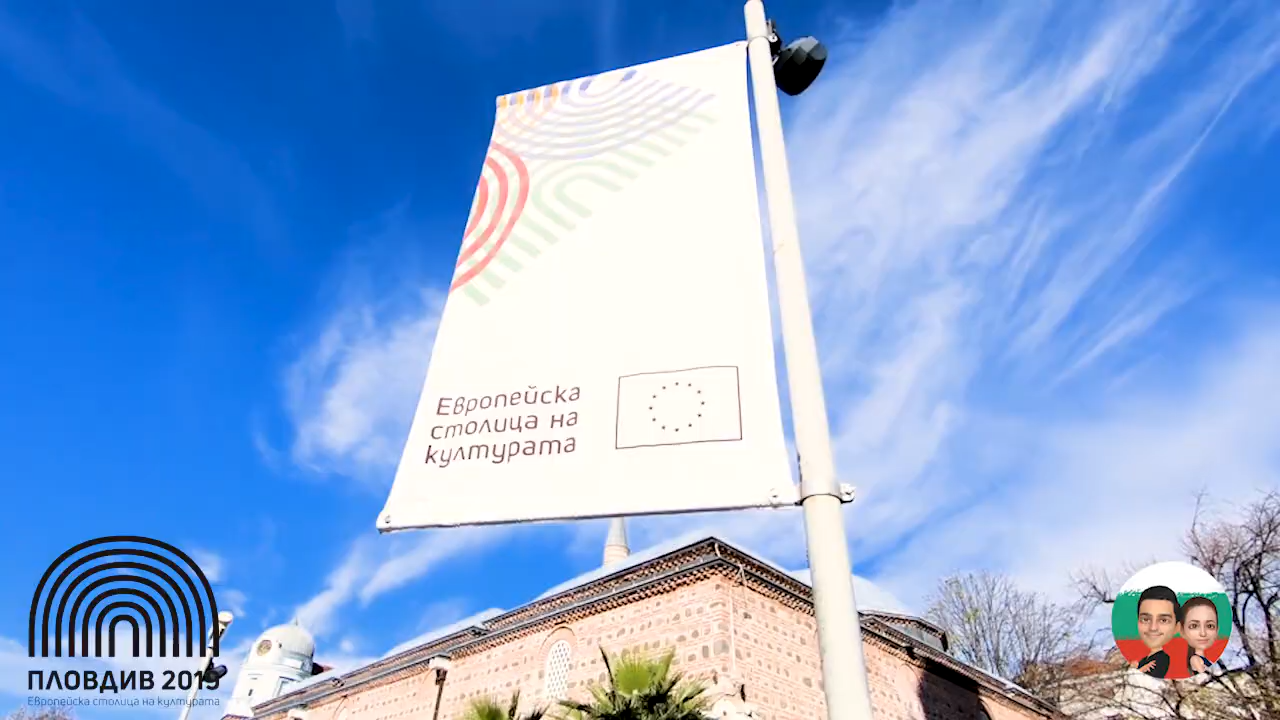 Европейска
столица на
културата
ПЛОВДИВ 2019
Европейска столица на културата